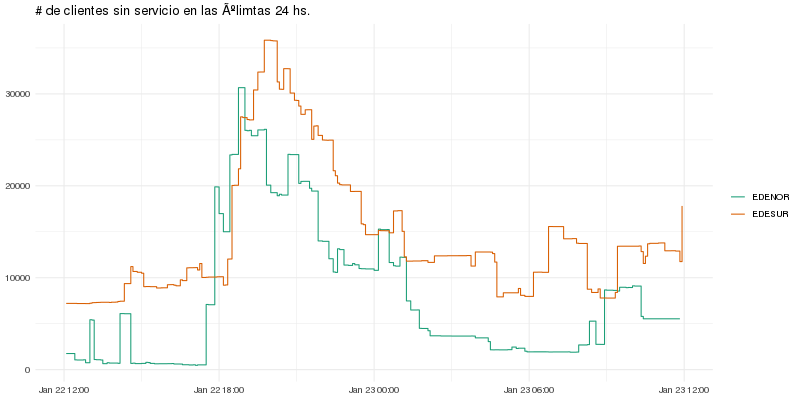 # de clientes sin servicio en las Ãºlimtas 24 hs.
30000
20000
10000
0
Jan 22 12:00
Jan 22 18:00
Jan 23 00:00
Jan 23 06:00
Jan 23 12:00
EDENOR
EDESUR